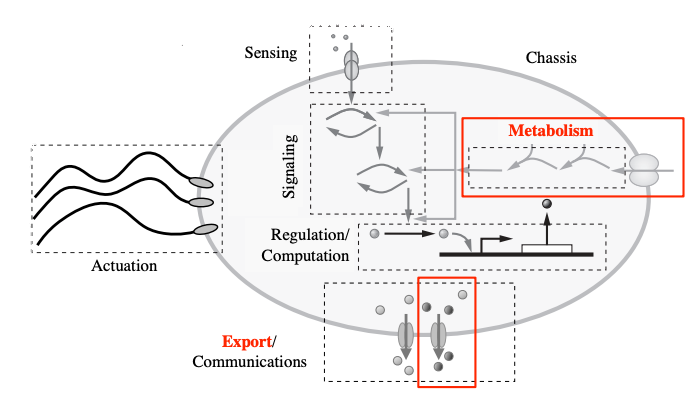 Sensing
Chassis
Metabolism
Signaling
Regulation/
Computation
Actuation
Export/
Communications